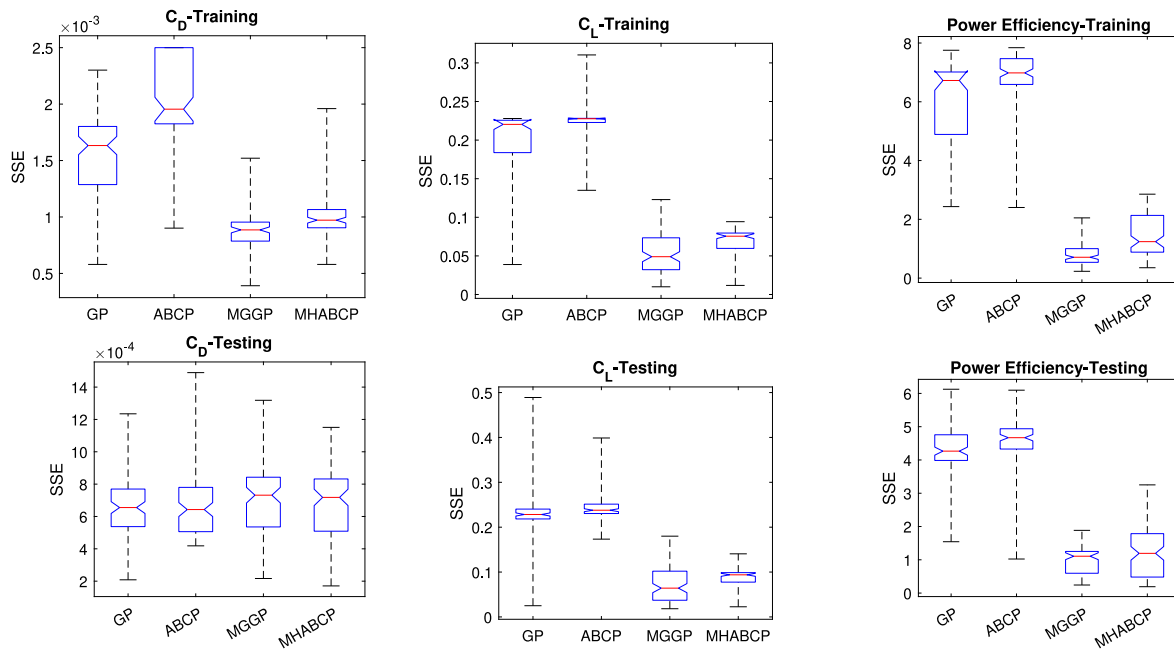 C_D-Training
×10⁻³
2.5
2
1.5
1
0.5
SSE
GP ABCP MGGP MHABCP
C_L-Training
0.3
0.25
0.2
0.15
0.1
0.05
0
SSE
GP ABCP MGGP MHABCP
Power Efficiency-Training
8
6
4
2
0
GP ABCP MGGP MHABCP
C_D-Testing
×10⁻⁴
14
12
10
8
6
4
2
SSE
GP ABCP MGGP MHABCP
C_L-Testing
0.5
0.4
0.3
0.2
0.1
0
SSE
GP ABCP MGGP MHABCP
Power Efficiency-Testing
6
5
4
3
2
1
0
SSE
GP ABCP MGGP MHABCP